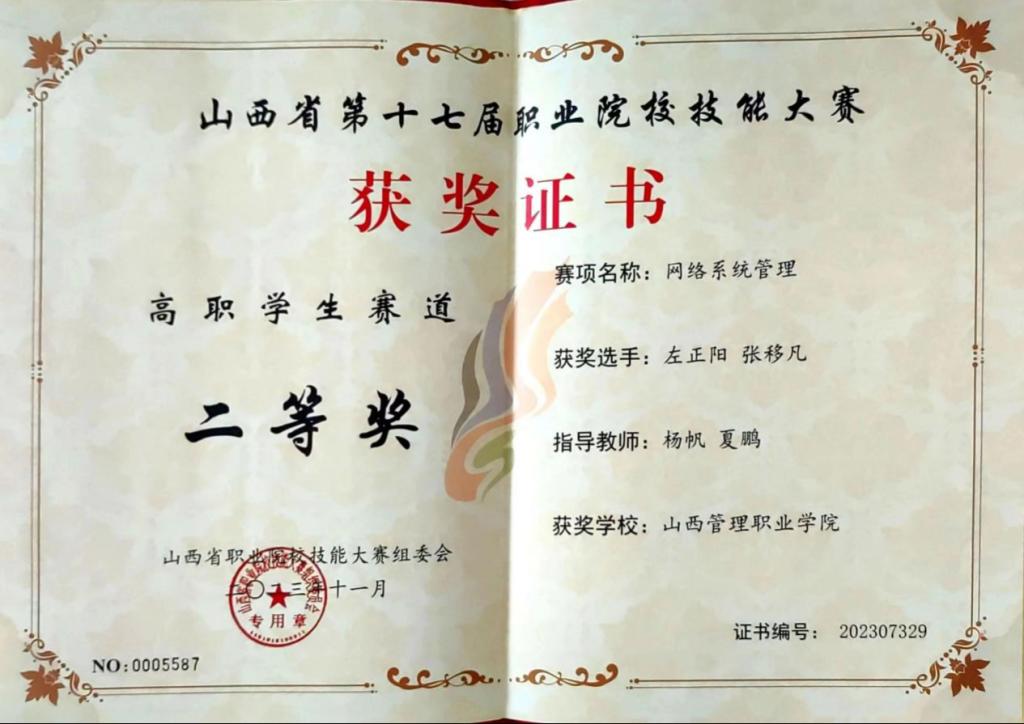 山西省第十七届职业院校技能大赛
获奖证书
高职学生赛道
二等奖
山西省职业院校技能大赛组委会
二〇二三年十一月
专用章
NO:0005587
赛项名称：网络系统管理
获奖选手：左正阳 张移凡
指导教师：杨帆 夏鹏
获奖学校：山西管理职业学院
证书编号： 202307329